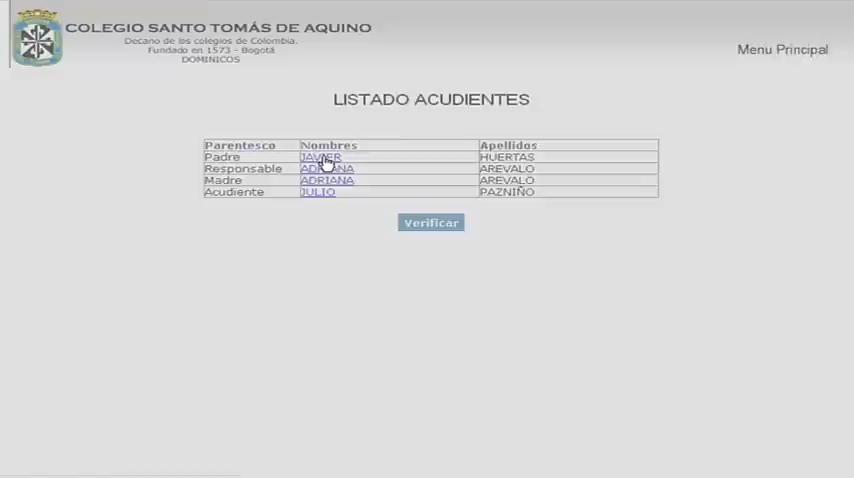 COLEGIO SANTO TOMÁS DE AQUINO
Decano de los colegios de Colombia.
Fundado en 1573 - Bogotá
DOMINICOS
Menu Principal
LISTADO ACUDIENTES
Parentesco Nombres Apellidos
Padre JAVIER HUERTAS
Responsable ADRIANA AREVALO
Madre ADRIANA AREVALO
Acudiente JULIO PAZNIÑO
Verificar